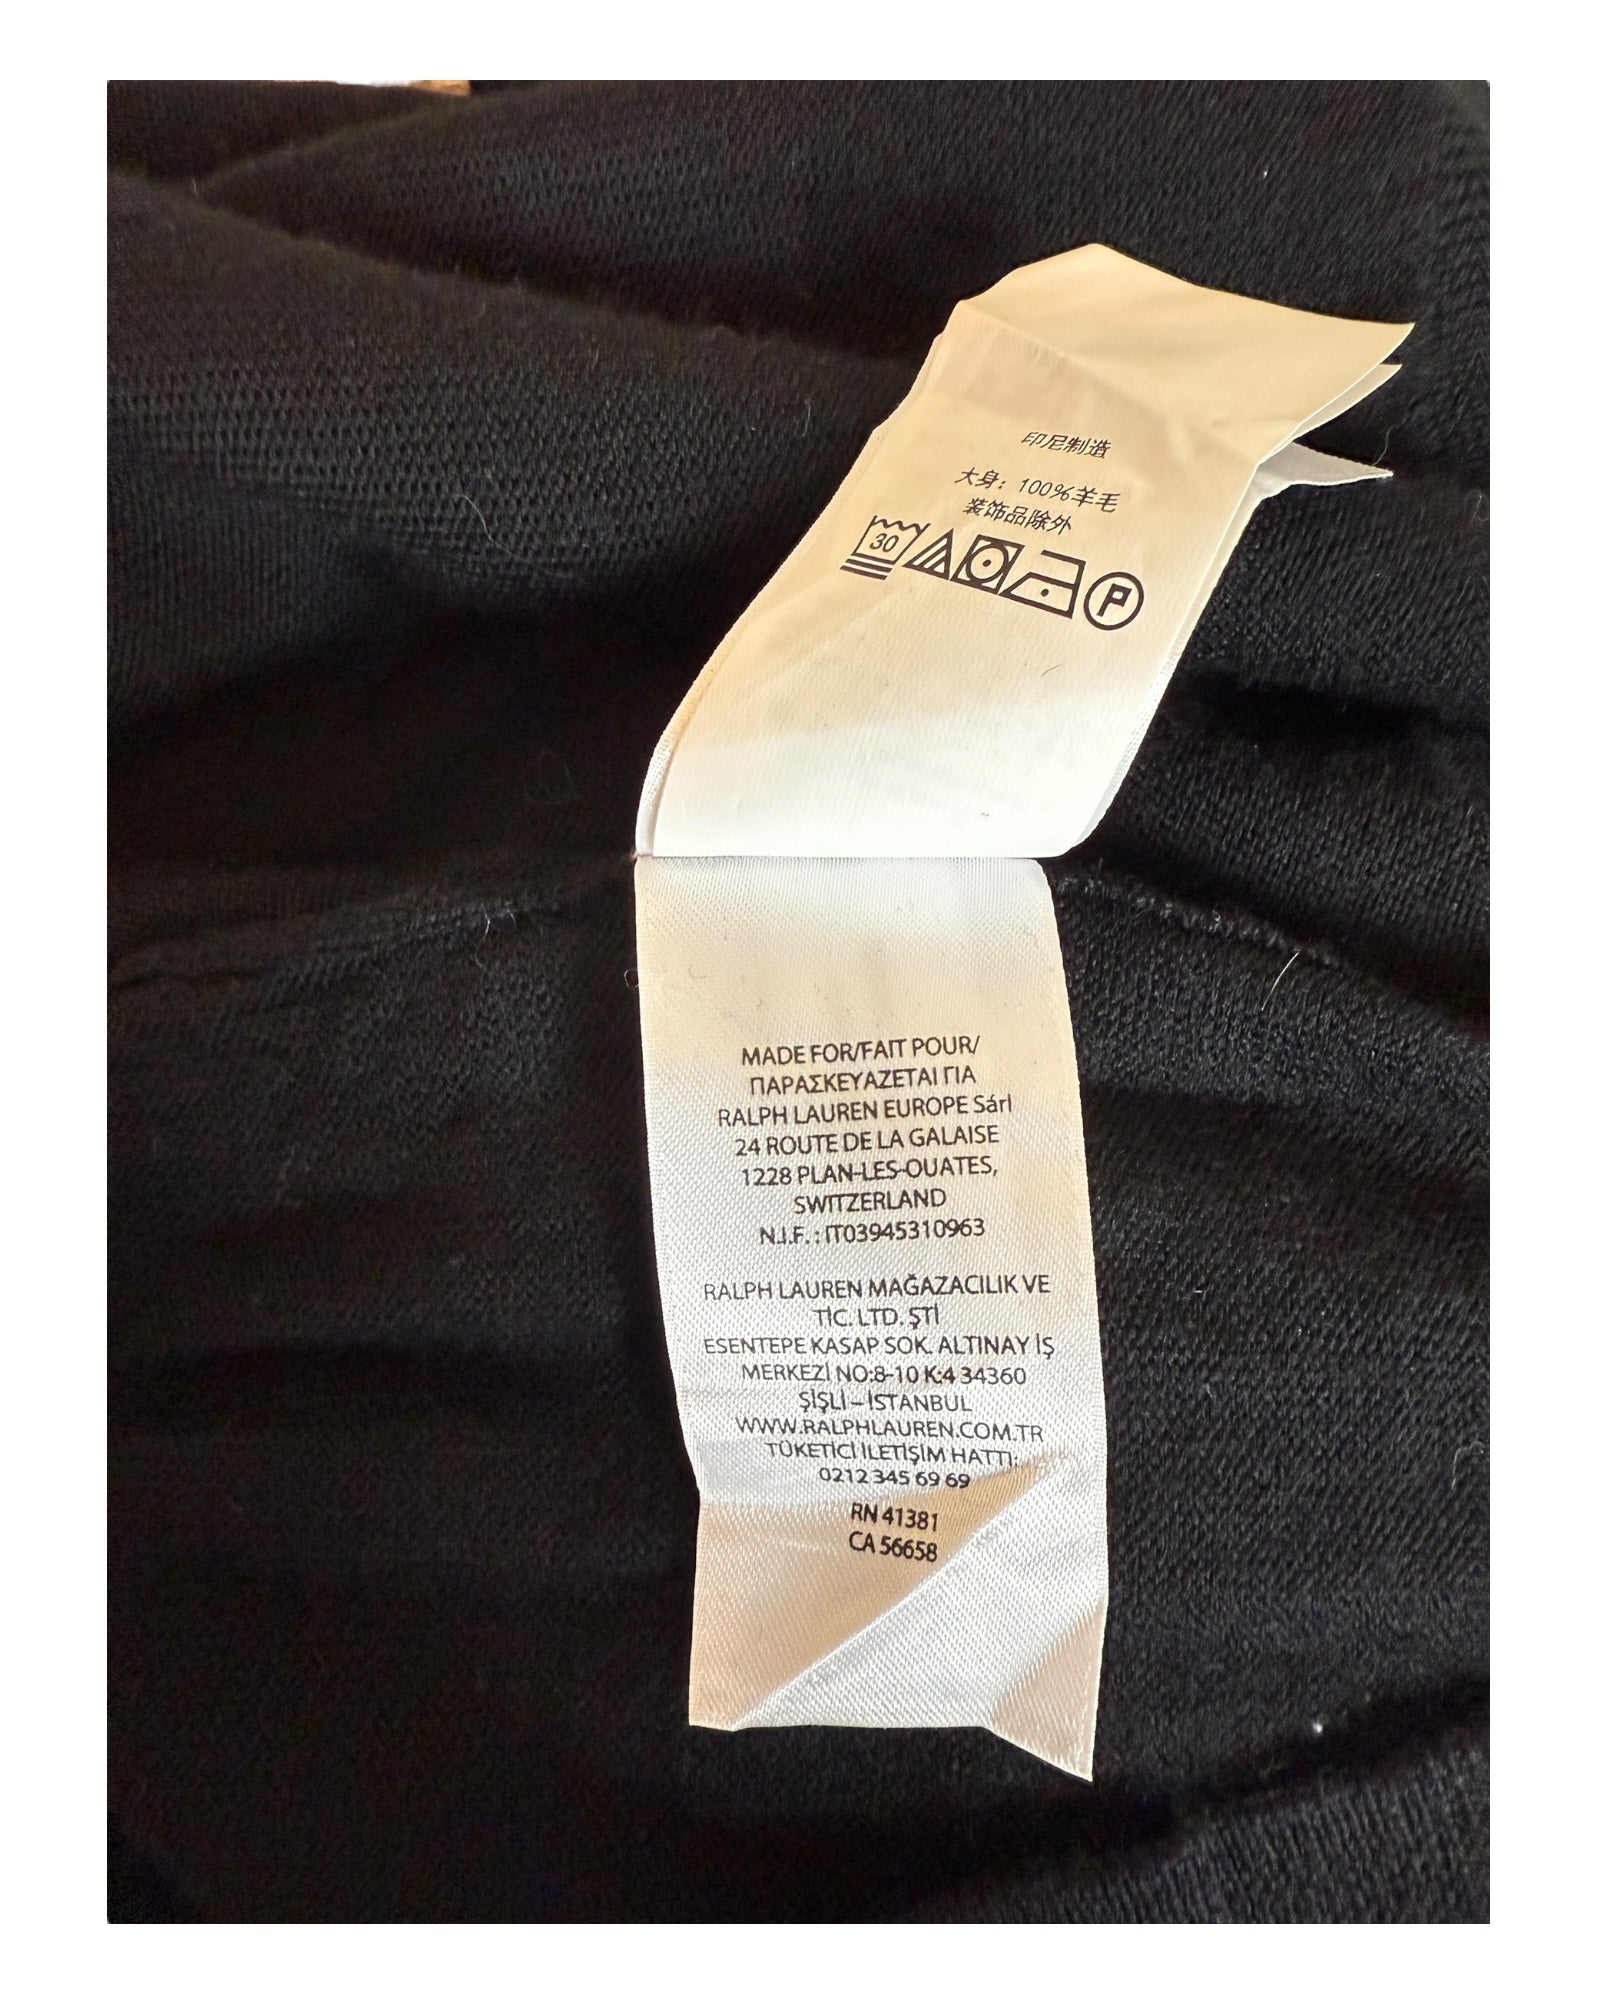 印尼制造
大身：100%羊毛
装饰品除外
30
P
MADE FOR/FAIT POUR/
ΠΑΡΑΣΚΕΥΑΖΕΤΑΙ ΓΙΑ
RALPH LAUREN EUROPE Sárl
24 ROUTE DE LA GALAISE
1228 PLAN-LES-OUATES,
SWITZERLAND
N.I.F. : IT03945310963
RALPH LAUREN MAĞAZACILIK VE
TİC. LTD. ŞTİ
ESENTEPE KASAP SOK. ALTINAY İŞ
MERKEZİ NO:8-10 K:4 34360
ŞİŞLİ – İSTANBUL
WWW.RALPHLAUREN.COM.TR
TÜKETİCİ İLETİŞİM HATTI:
0212 345 69 69
RN 41381
CA 56658